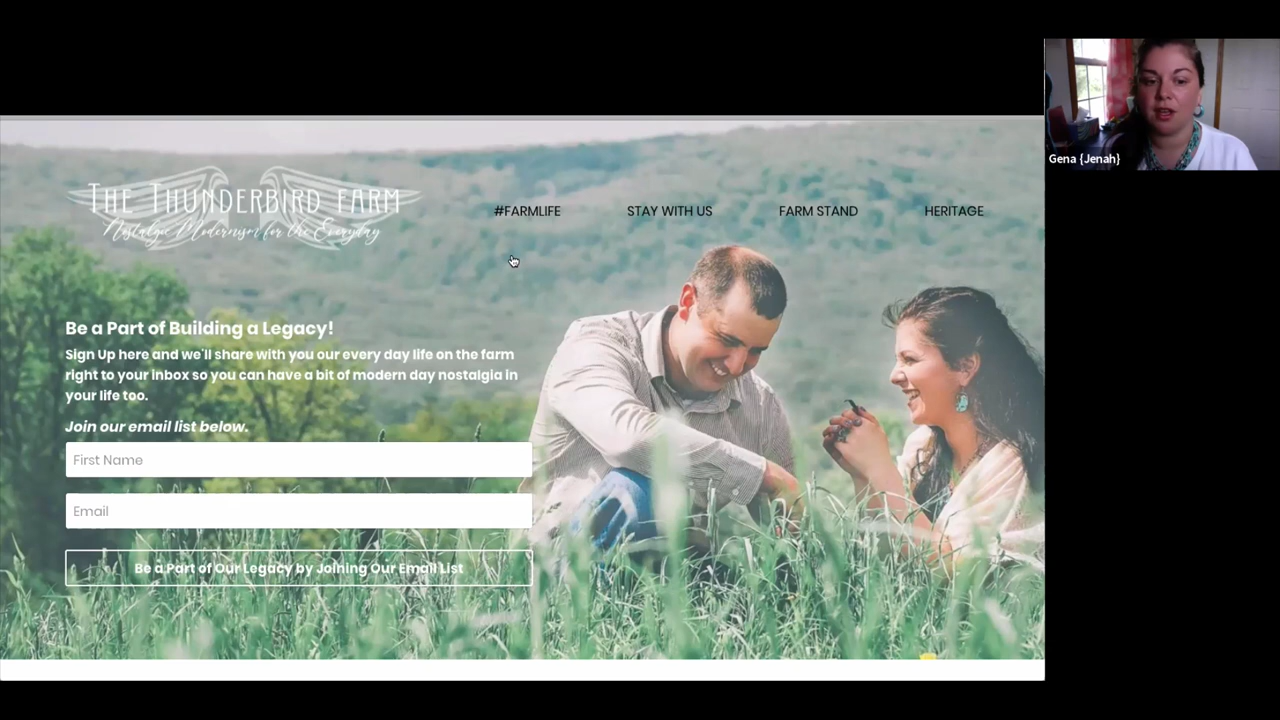 THE THUNDERBIRD FARM
Nostalgic Modernism for the Everyday
#FARMLIFE
STAY WITH US
FARM STAND
HERITAGE
Gena {Jenah}
Be a Part of Building a Legacy!
Sign Up here and we'll share with you our every day life on the farm
right to your inbox so you can have a bit of modern day nostalgia in
your life too.
Join our email list below.
First Name
Email
Be a Part of Our Legacy by Joining Our Email List